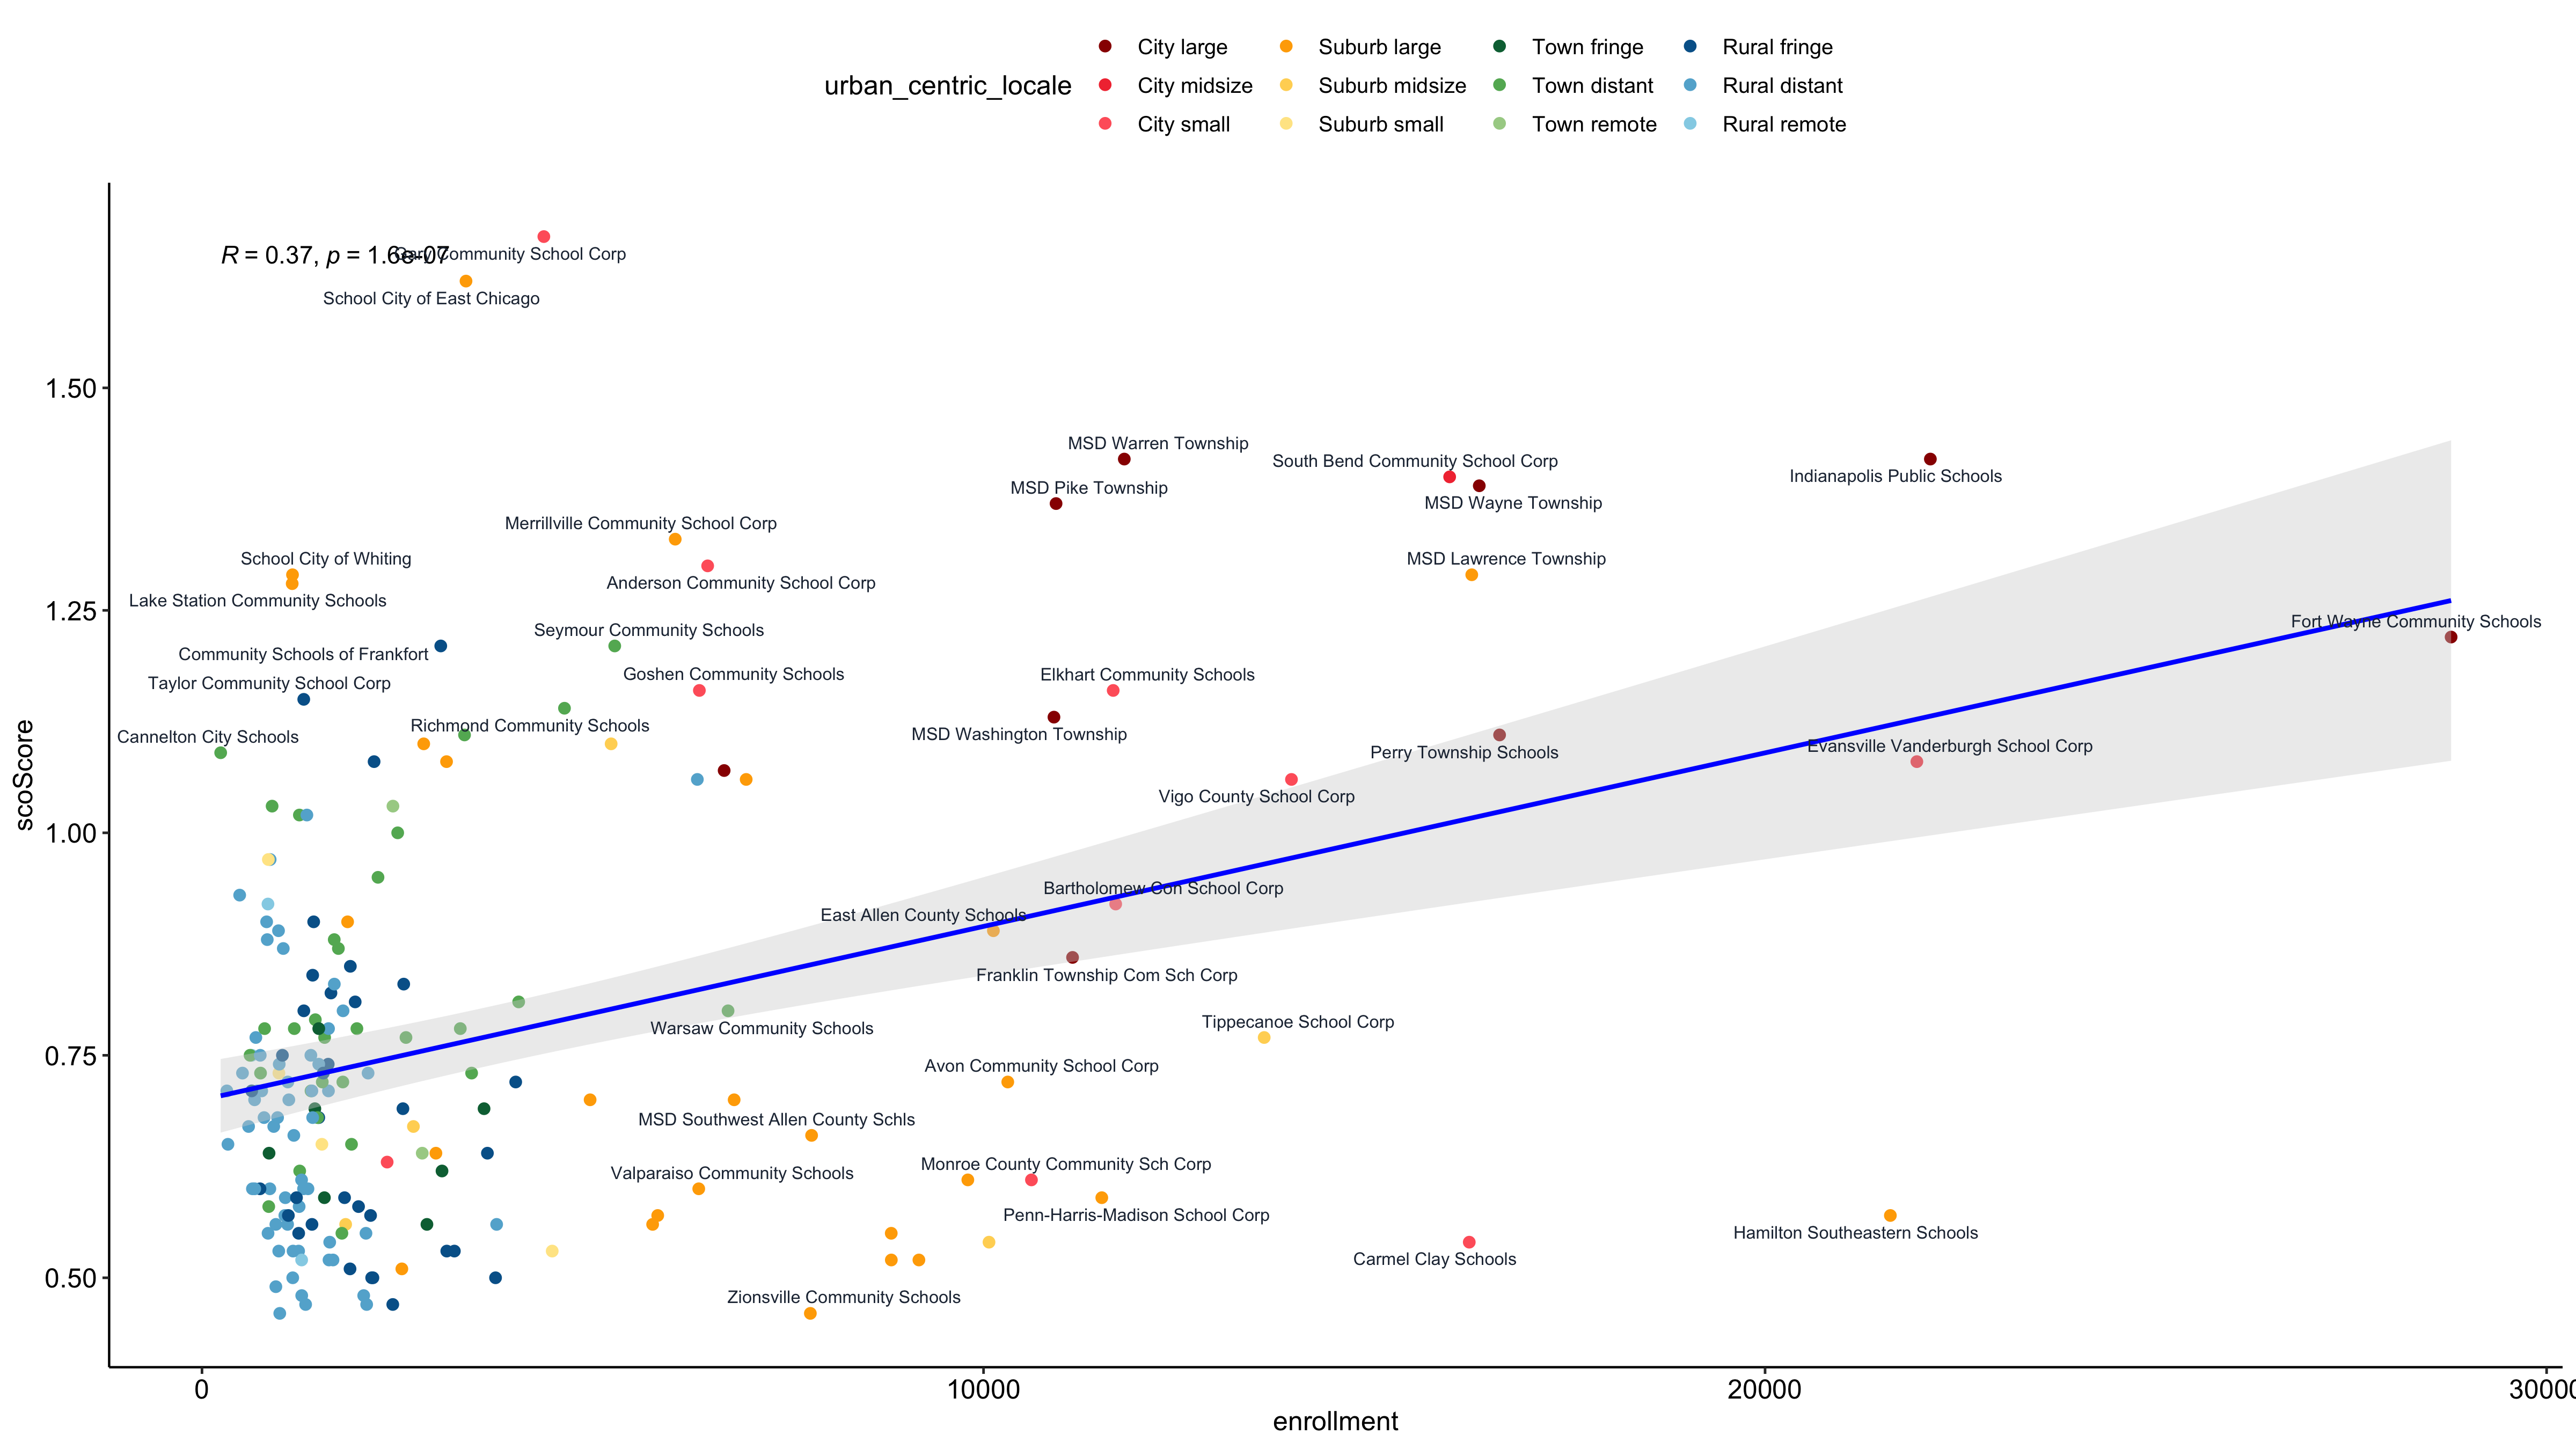 City large Suburb large Town fringe Rural fringe
urban_centric_locale City midsize Suburb midsize Town distant Rural distant
City small Suburb small Town remote Rural remote
R = 0.37, p = 1.6e-07
Gary Community School Corp
School City of East Chicago
1.50
MSD Warren Township
South Bend Community School Corp
Indianapolis Public Schools
MSD Pike Township
MSD Wayne Township
Merrillville Community School Corp
School City of Whiting
MSD Lawrence Township
Anderson Community School Corp
Lake Station Community Schools
1.25
Fort Wayne Community Schools
Seymour Community Schools
Community Schools of Frankfort
Goshen Community Schools
Elkhart Community Schools
Taylor Community School Corp
Richmond Community Schools
MSD Washington Township
Cannelton City Schools
Evansville Vanderburgh School Corp
Perry Township Schools
scoScore
Vigo County School Corp
1.00
Bartholomew Con School Corp
East Allen County Schools
Franklin Township Com Sch Corp
Tippecanoe School Corp
Warsaw Community Schools
0.75
Avon Community School Corp
MSD Southwest Allen County Schls
Monroe County Community Sch Corp
Valparaiso Community Schools
Penn-Harris-Madison School Corp
Hamilton Southeastern Schools
Carmel Clay Schools
0.50
Zionsville Community Schools
0 10000 20000 30000
enrollment